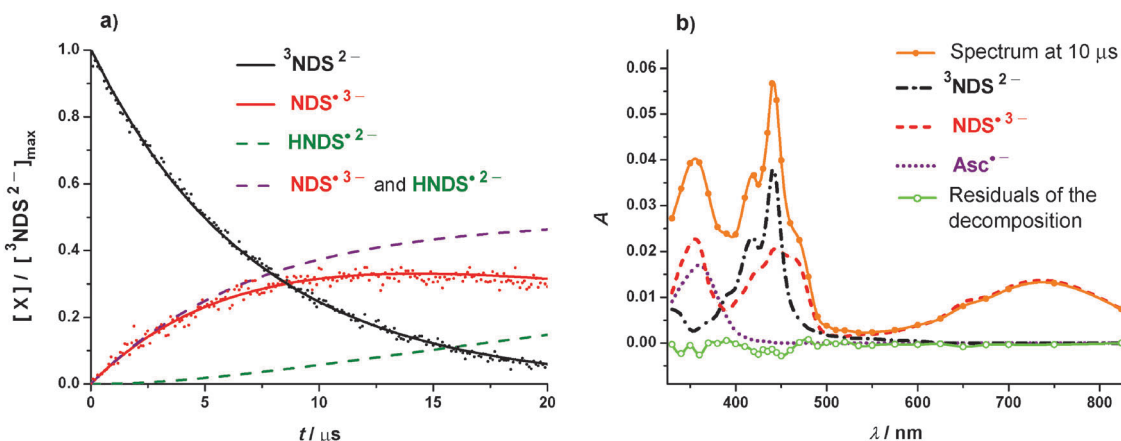 a)
[ X ] / [ ³NDS²⁻]max
1.0
0.8
0.6
0.4
0.2
0.0
0
5
10
15
20
t / μs
³NDS²⁻
NDS•³⁻
HNDS•²⁻
NDS•³⁻ and HNDS•²⁻
b)
A
0.06
0.05
0.04
0.03
0.02
0.01
0.00
400
500
600
700
800
λ / nm
Spectrum at 10 μs
³NDS²⁻
NDS•³⁻
Asc•⁻
Residuals of the
decomposition